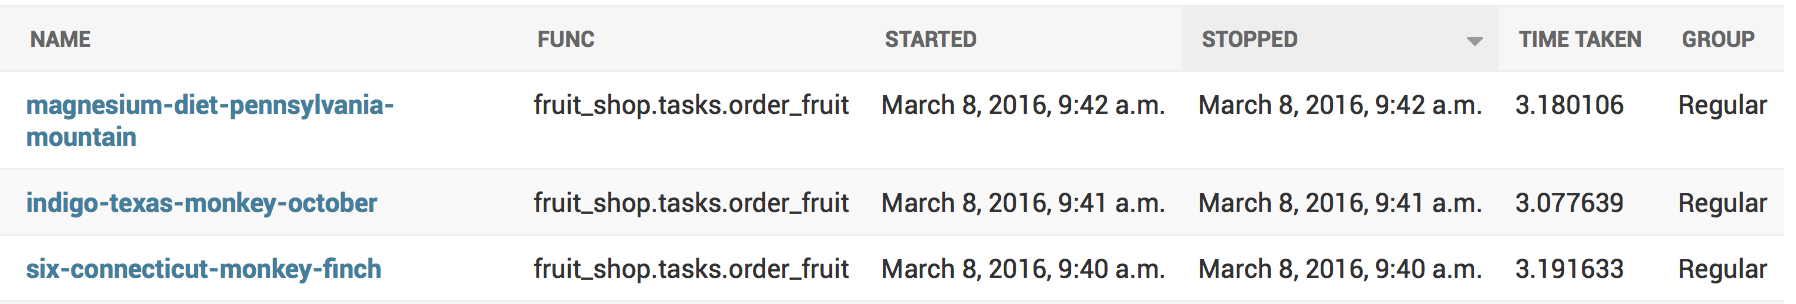 NAME FUNC STARTED STOPPED TIME TAKEN GROUP
magnesium-diet-pennsylvania- fruit_shop.tasks.order_fruit March 8, 2016, 9:42 a.m. March 8, 2016, 9:42 a.m. 3.180106 Regular
mountain
indigo-texas-monkey-october fruit_shop.tasks.order_fruit March 8, 2016, 9:41 a.m. March 8, 2016, 9:41 a.m. 3.077639 Regular
six-connecticut-monkey-finch fruit_shop.tasks.order_fruit March 8, 2016, 9:40 a.m. March 8, 2016, 9:40 a.m. 3.191633 Regular